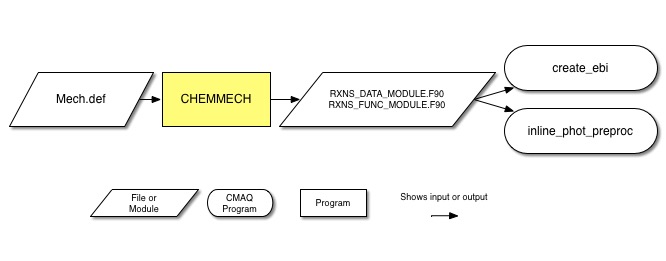 Mech.def
CHEMMECH
RXNS_DATA_MODULE.F90
RXNS_FUNC_MODULE.F90
create_ebi
inline_phot_preproc
File or
Module
CMAQ
Program
Program
Shows input or output